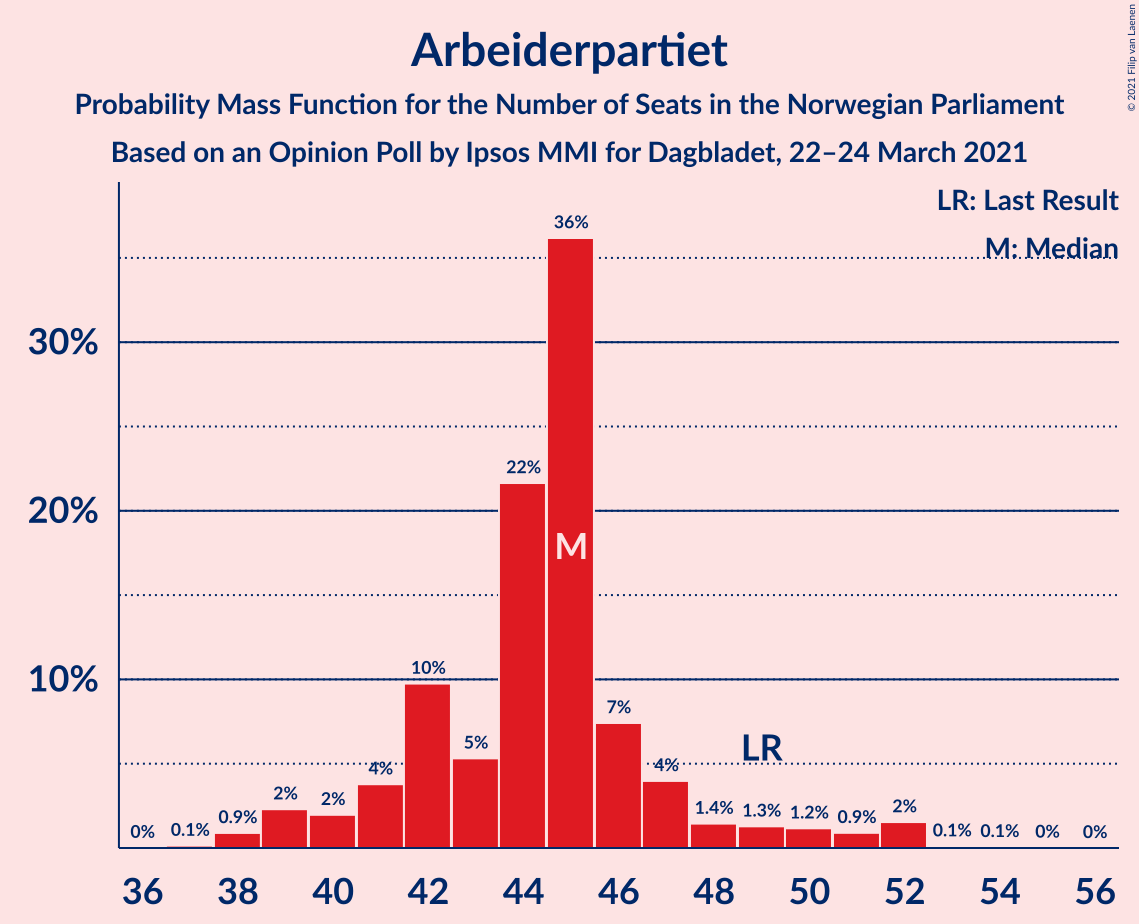 Arbeiderpartiet
Probability Mass Function for the Number of Seats in the Norwegian Parliament
Based on an Opinion Poll by Ipsos MMI for Dagbladet, 22–24 March 2021
© 2021 Filip van Laenen
LR: Last Result
M: Median
30%
20%
10%
0%
0.1%
0.9%
2%
2%
4%
10%
5%
22%
36%
7%
4%
1.4%
1.3%
1.2%
0.9%
2%
0.1%
0.1%
0%
0%
M
LR
36 38 40 42 44 46 48 50 52 54 56